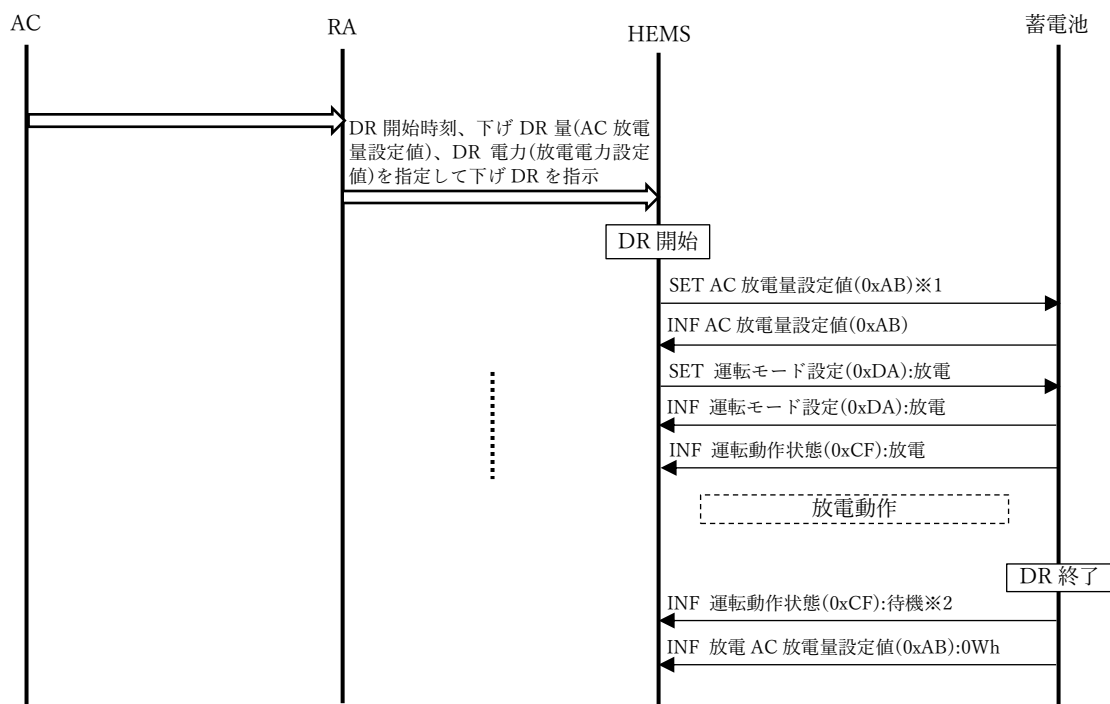 AC
RA
HEMS
蓄電池
DR 開始時刻、下げ DR 量(AC 放電
量設定値)、DR 電力(放電電力設定
値)を指定して下げ DR を指示
DR 開始
SET AC 放電量設定値(0xAB)※1
INF AC 放電量設定値(0xAB)
SET 運転モード設定(0xDA):放電
INF 運転モード設定(0xDA):放電
INF 運転動作状態(0xCF):放電
放電動作
DR 終了
INF 運転動作状態(0xCF):待機※2
INF 放電 AC 放電量設定値(0xAB):0Wh